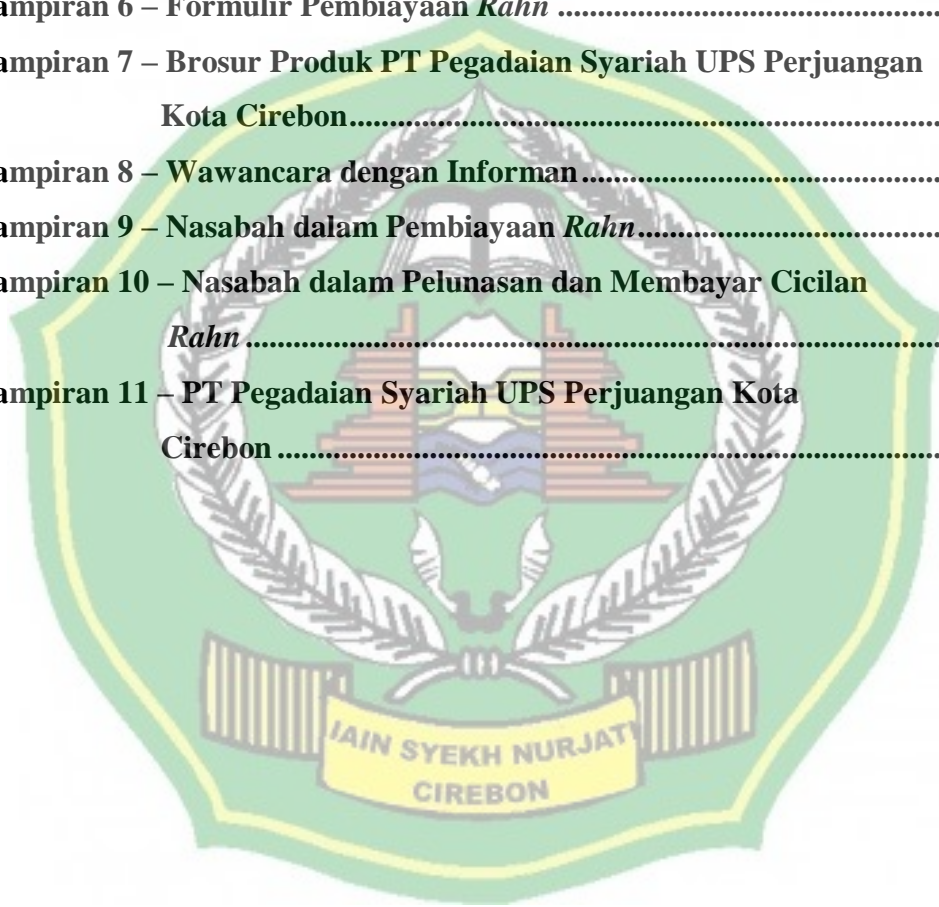 ampiran 6 – Formulir Pembiayaan Rahn ..........................................................
ampiran 7 – Brosur Produk PT Pegadaian Syariah UPS Perjuangan
Kota Cirebon..........................................................................................
ampiran 8 – Wawancara dengan Informan ......................................................
ampiran 9 – Nasabah dalam Pembiayaan Rahn..............................................
ampiran 10 – Nasabah dalam Pelunasan dan Membayar Cicilan
Rahn .......................................................................................................
ampiran 11 – PT Pegadaian Syariah UPS Perjuangan Kota
Cirebon ...................................................................................................
IAIN SYEKH NURJATI
CIREBON